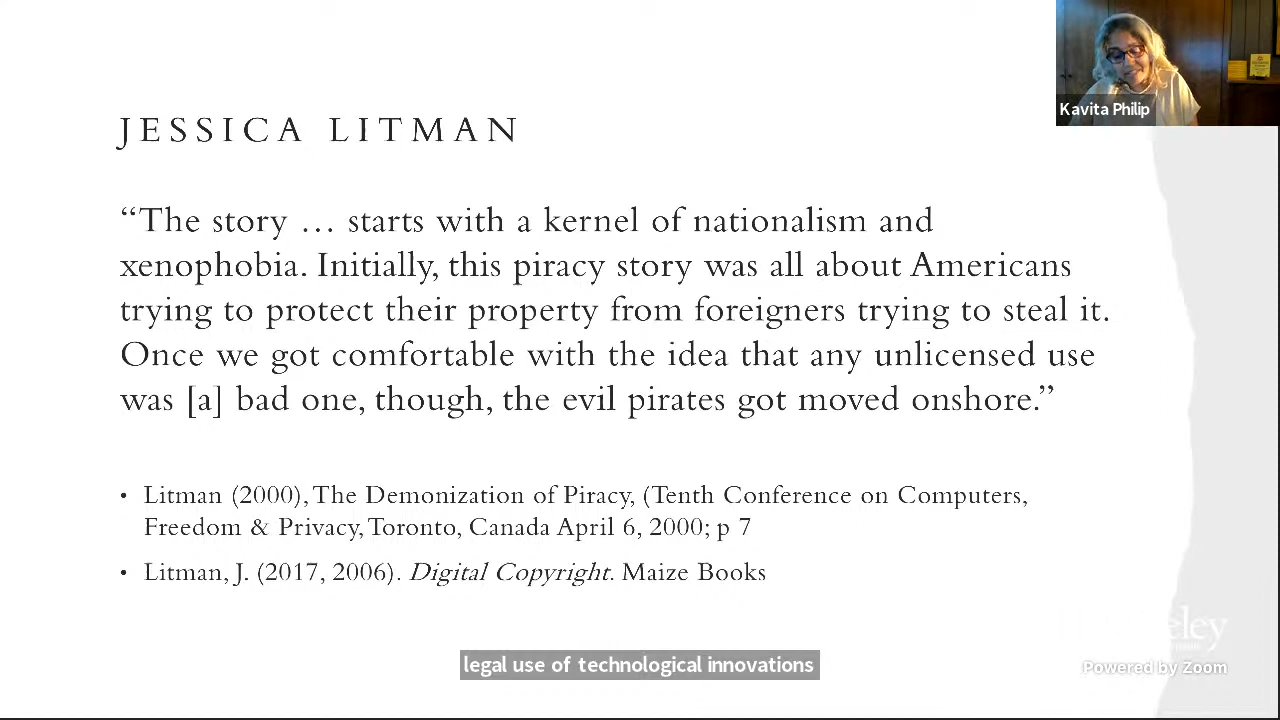 Kavita Philip
JESSICA LITMAN
“The story … starts with a kernel of nationalism and
xenophobia. Initially, this piracy story was all about Americans
trying to protect their property from foreigners trying to steal it.
Once we got comfortable with the idea that any unlicensed use
was [a] bad one, though, the evil pirates got moved onshore.”
• Litman (2000), The Demonization of Piracy, (Tenth Conference on Computers,
Freedom & Privacy, Toronto, Canada April 6, 2000; p 7
• Litman, J. (2017, 2006). Digital Copyright. Maize Books
legal use of technological innovations
Powered by Zoom